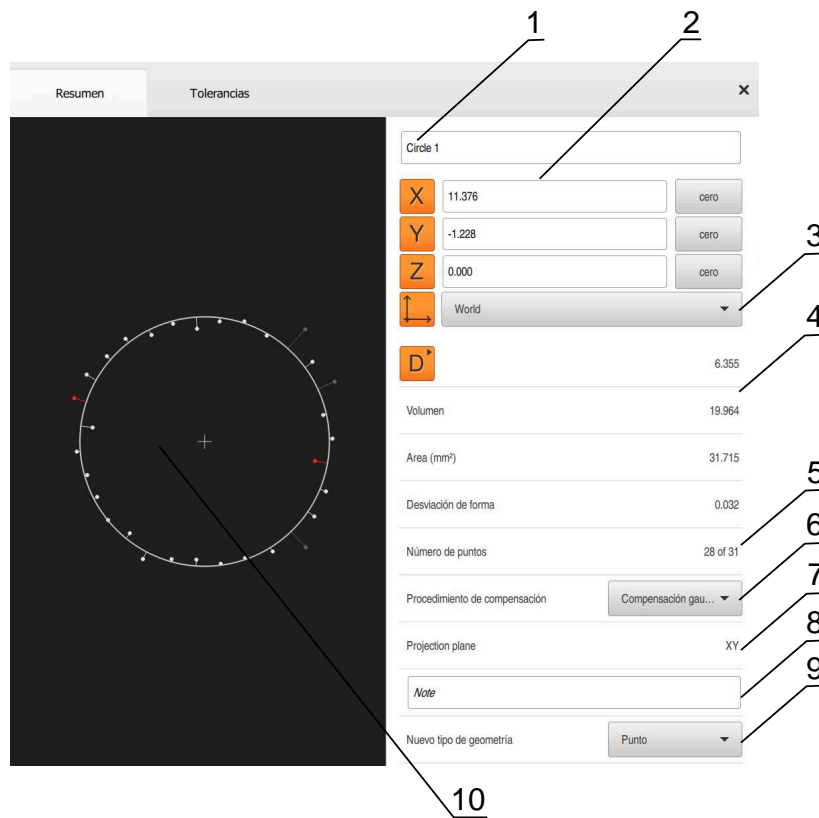 1 2
Resumen Tolerancias ×
Circle 1
X 11.376 cero
3
Y -1.228 cero
Z 0.000 cero
World
4
D 6.355
Volumen 19.964
Area (mm²) 31.715
5
Desviación de forma 0.032
6
Número de puntos 28 of 31
7
Procedimiento de compensación Compensación gau...
8
Projection plane XY
9
Note
Nuevo tipo de geometría Punto
10